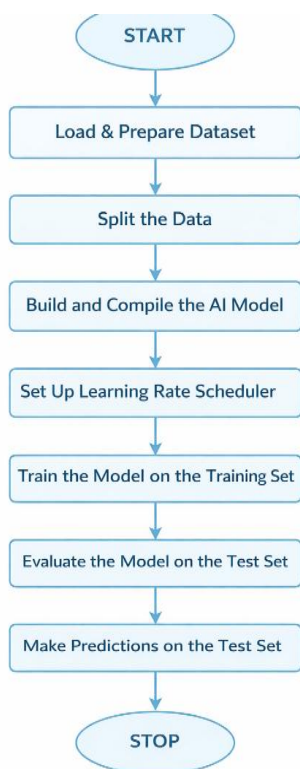 START
Load & Prepare Dataset
Split the Data
Build and Compile the AI Model
Set Up Learning Rate Scheduler
Train the Model on the Training Set
Evaluate the Model on the Test Set
Make Predictions on the Test Set
STOP